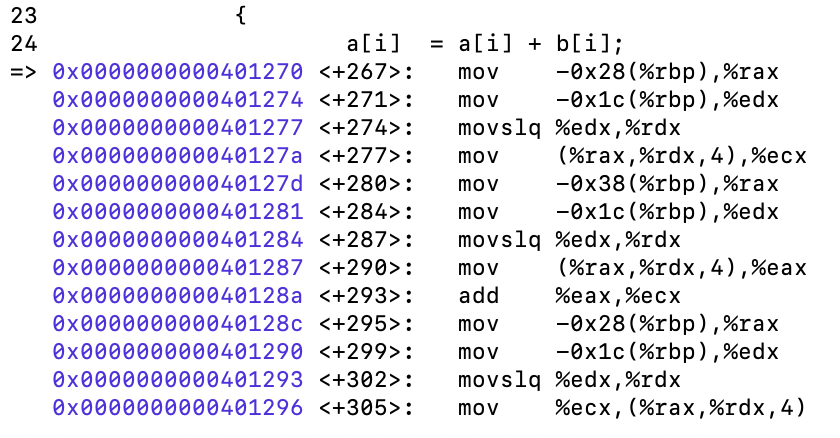 23 {
24 a[i] = a[i] + b[i];
=> 0x0000000000401270 <+267>: mov -0x28(%rbp),%rax
0x0000000000401274 <+271>: mov -0x1c(%rbp),%edx
0x0000000000401277 <+274>: movslq %edx,%rdx
0x000000000040127a <+277>: mov (%rax,%rdx,4),%ecx
0x000000000040127d <+280>: mov -0x38(%rbp),%rax
0x0000000000401281 <+284>: mov -0x1c(%rbp),%edx
0x0000000000401284 <+287>: movslq %edx,%rdx
0x0000000000401287 <+290>: mov (%rax,%rdx,4),%eax
0x000000000040128a <+293>: add %eax,%ecx
0x000000000040128c <+295>: mov -0x28(%rbp),%rax
0x0000000000401290 <+299>: mov -0x1c(%rbp),%edx
0x0000000000401293 <+302>: movslq %edx,%rdx
0x0000000000401296 <+305>: mov %ecx,(%rax,%rdx,4)